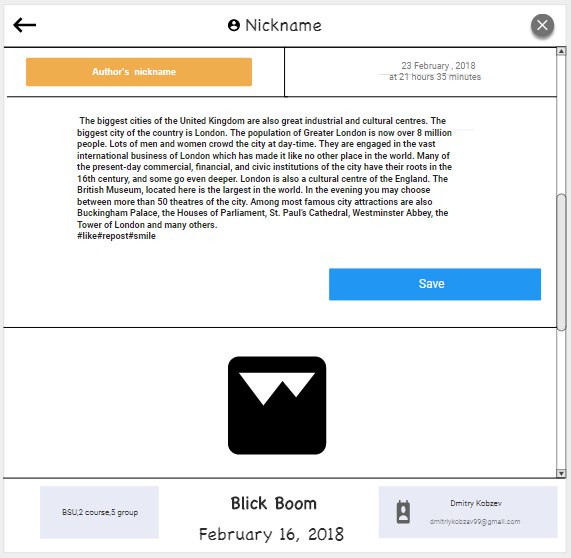 Nickname
Author's nickname
23 February , 2018
at 21 hours 35 minutes
The biggest cities of the United Kingdom are also great industrial and cultural centres. The
biggest city of the country is London. The population of Greater London is now over 8 million
people. Lots of men and women crowd the city at day-time. They are engaged in the vast
international business of London which has made it like no other place in the world. Many of
the present-day commercial, financial, and civic institutions of the city have their roots in the
16th century, and some go even deeper. London is also a cultural centre of the England. The
British Museum, located here is the largest in the world. In the evening you may choose
between more than 50 theatres of the city. Among most famous city attractions are also
Buckingham Palace, the Houses of Parliament, St. Paul's Cathedral, Westminster Abbey, the
Tower of London and many others.
#like#repost#smile
Save
BSU,2 course,5 group
Blick Boom
February 16, 2018
Dmitry Kobzev
dmitriykobzev99@gmail.com